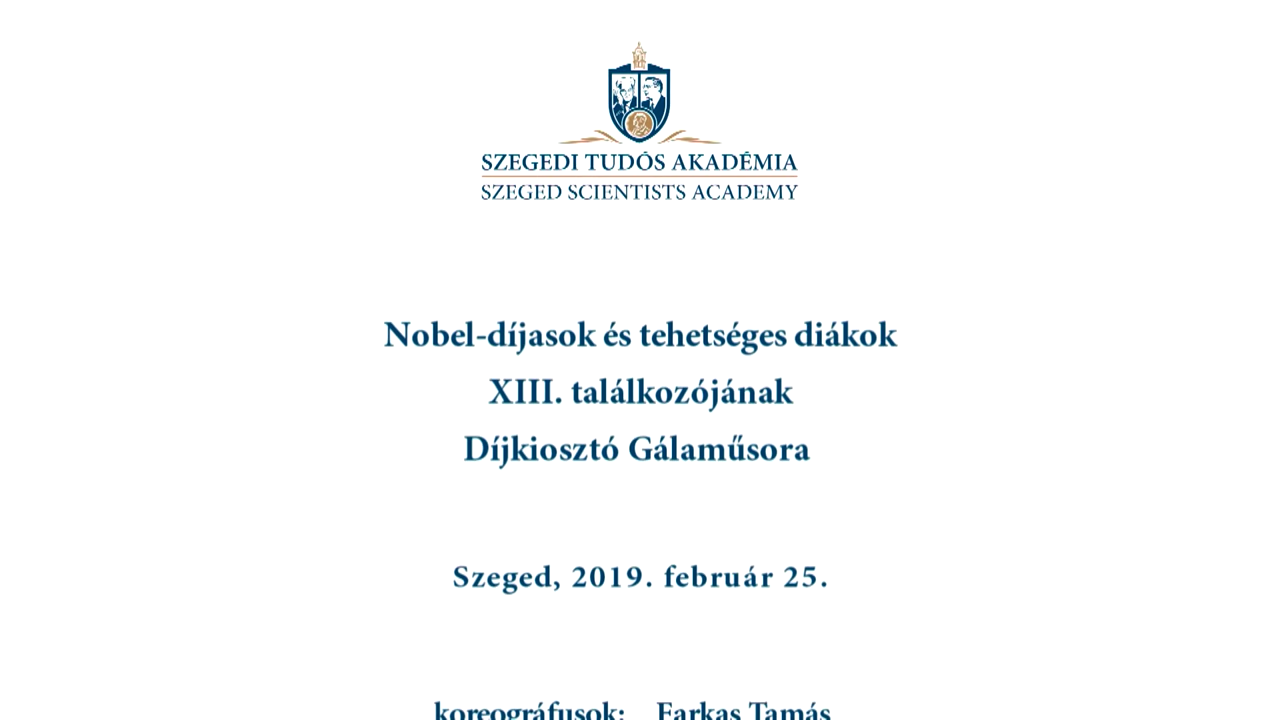 SZEGEDI TUDÓS AKADÉMIA
SZEGED SCIENTISTS ACADEMY
Nobel-díjasok és tehetséges diákok
XIII. találkozójának
Díjkiosztó Gálaműsora
Szeged, 2019. február 25.
koreográfusok: Farkas Tamás